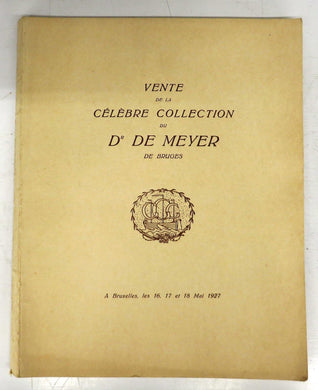 VENTE
DE LA
CÉLÈBRE COLLECTION
DU
Dr DE MEYER
DE BRUGES
A Bruxelles, les 16, 17 et 18 Mai 1927